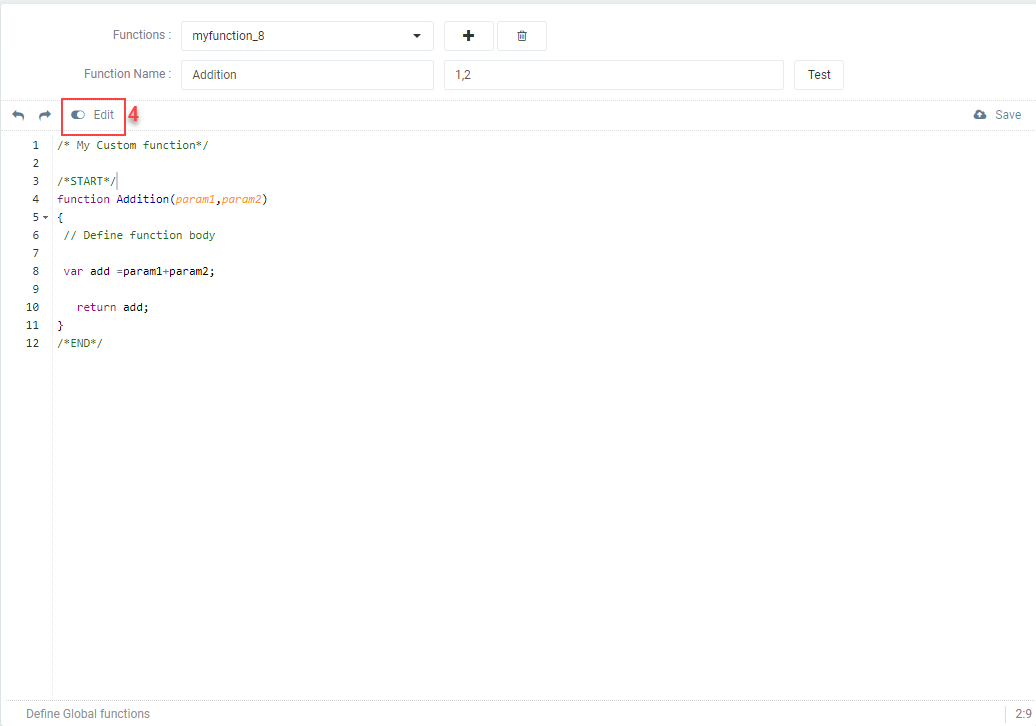 Functions : myfunction_8
Function Name : Addition 1,2 Test
Edit 4 Save
1 /* My Custom function*/
2
3 /*START*/
4 function Addition(param1,param2)
5 {
6 // Define function body
7
8 var add =param1+param2;
9
10 return add;
11 }
12 /*END*/
Define Global functions 2:9